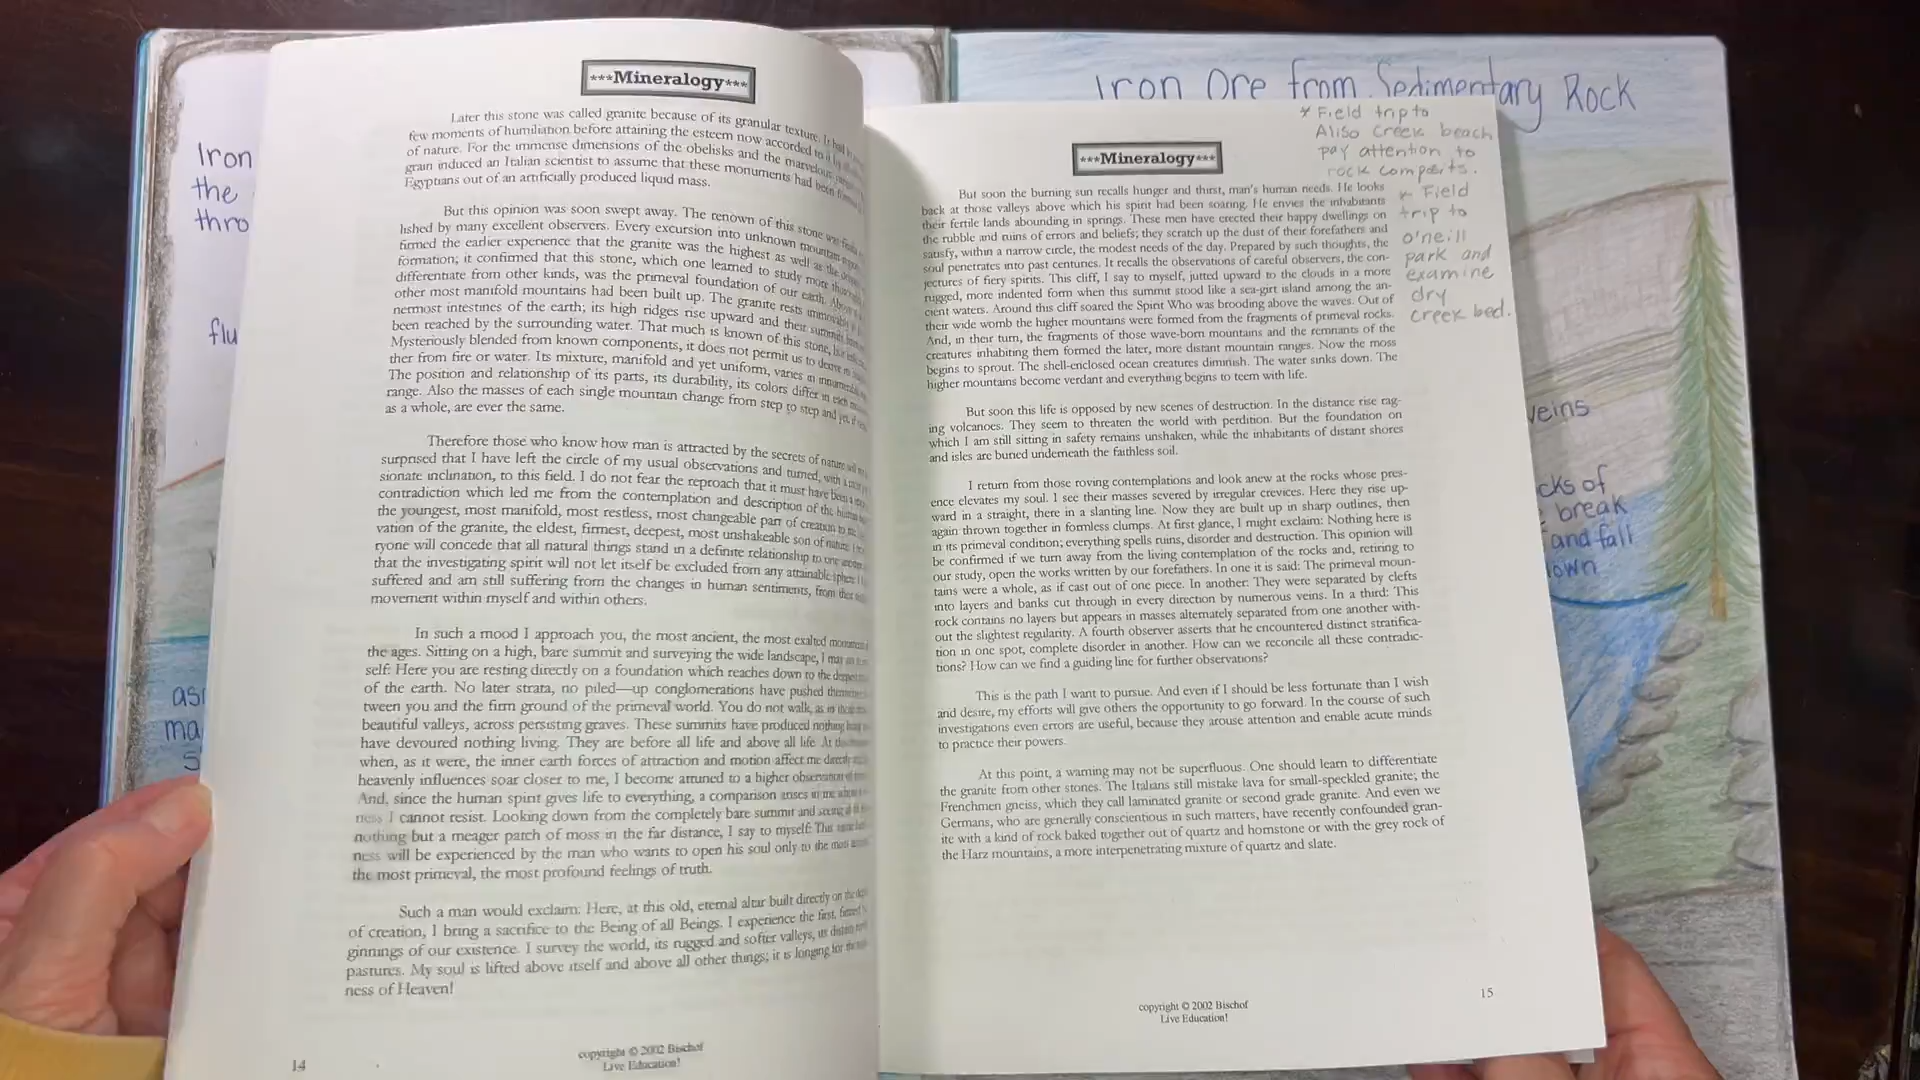 Iron
the
thro
flu
***Mineralogy***
Later this stone was called granite because of its granular texture. It had
few moments of humiliation before attaining the esteem now accorded to it
of nature. For the immense dimensions of the obelisks and the marvelous
grain induced an Italian scientist to assume that these monuments had been
Egyptians out of an artificially produced liquid mass.
But this opinion was soon swept away. The renown of this stone was
lished by many excellent observers. Every excursion into unknown mountain
firmed the earlier experience that the granite was the highest as well as the
formation; it confirmed that this stone, which one learned to study more
differentiate from other kinds, was the primeval foundation of our earth.
other most manifold mountains had been built up. The granite rests
nermost intestines of the earth; its high ridges rise upward and their summits
been reached by the surrounding water. That much is known of this stone,
Mysteriously blended from known components, it does not permit us to
ther from fire or water. Its mixture, manifold and yet uniform, varies in
The position and relationship of its parts, its durability, its colors differ in each
range. Also the masses of each single mountain change from step to step and yet,
as a whole, are ever the same.
Therefore those who know how man is attracted by the secrets of nature will
surprised that I have left the circle of my usual observations and turned, with a
sionate inclination, to this field. I do not fear the reproach that it must have been a
contradiction which led me from the contemplation and description of the human
the youngest, most manifold, most restless, most changeable part of creation to
vation of the granite, the eldest, firmest, deepest, most unshakeable son of nature.
ryone will concede that all natural things stand in a definite relationship to one
that the investigating spirit will not let itself be excluded from any attainable sphere.
suffered and am still suffering from the changes in human sentiments, from
movement within myself and within others.
In such a mood I approach you, the most ancient, the most exalted
the ages. Sitting on a high, bare summit and surveying the wide landscape, I may
self: Here you are resting directly on a foundation which reaches down to the
of the earth. No later strata, no piled—up conglomerations have pushed
tween you and the firm ground of the primeval world. You do not walk, as in
beautiful valleys, across persisting graves. These summits have produced nothing
have devoured nothing living. They are before all life and above all life. At
when, as it were, the inner earth forces of attraction and motion affect me directly
heavenly influences soar closer to me, I become attuned to a higher observation
And, since the human spirit gives life to everything, a comparison arises in me
ness I cannot resist. Looking down from the completely bare summit and seeing
nothing but a meager patch of moss in the far distance, I say to myself: This
ness will be experienced by the man who wants to open his soul only to the most
the most primeval, the most profound feelings of truth.
Such a man would exclaim: Here, at this old, eternal altar built directly on the
of creation, I bring a sacrifice to the Being of all Beings. I experience the first,
ginnings of our existence. I survey the world, its rugged and softer valleys, its distant
pastures. My soul is lifted above itself and above all other things; it is longing for the
ness of Heaven!
14
copyright © 2002 Bischof
Live Education!
Iron Ore from Sedimentary Rock
* Field trip to
Aliso Creek beach
pay attention to
rock composits.
* Field
trip to
o'neill
park and
examine
dry
creek bed.
***Mineralogy***
But soon the burning sun recalls hunger and thirst, man's human needs. He looks
back at those valleys above which his spirit had been soaring. He envies the inhabitants
their fertile lands abounding in springs. These men have erected their happy dwellings on
the rubble and ruins of errors and beliefs; they scratch up the dust of their forefathers and
satisfy, within a narrow circle, the modest needs of the day. Prepared by such thoughts, the
soul penetrates into past centures. It recalls the observations of careful observers, the con-
jectures of fiery spirits. This cliff, I say to myself, jutted upward to the clouds in a more
rugged, more indented form when this summit stood like a sea-girt island among the an-
cient waters. Around this cliff soared the Spirit Who was brooding above the waves. Out of
their wide womb the higher mountains were formed from the fragments of primeval rocks.
And, in their turn, the fragments of those wave-born mountains and the remnants of the
creatures inhabiting them formed the later, more distant mountain ranges. Now the moss
begins to sprout. The shell-enclosed ocean creatures diminish. The water sinks down. The
higher mountains become verdant and everything begins to teem with life.
But soon this life is opposed by new scenes of destruction. In the distance rise rag-
ing volcanoes. They seem to threaten the world with perdition. But the foundation on
which I am still sitting in safety remains unshaken, while the inhabitants of distant shores
and isles are buried underneath the faithless soil.
I return from those roving contemplations and look anew at the rocks whose pres-
ence elevates my soul. I see their masses severed by irregular crevices. Here they rise up-
ward in a straight, there in a slanting line. Now they are built up in sharp outlines, then
again thrown together in formless clumps. At first glance, I might exclaim: Nothing here is
in its primeval condition; everything spells ruins, disorder and destruction. This opinion will
be confirmed if we turn away from the living contemplation of the rocks and, retiring to
our study, open the works written by our forefathers. In one it is said: The primeval moun-
tains were a whole, as if cast out of one piece. In another: They were separated by clefts
into layers and banks cut through in every direction by numerous veins. In a third: This
rock contains no layers but appears in masses alternately separated from one another with-
out the slightest regularity. A fourth observer asserts that he encountered distinct stratifica-
tion in one spot, complete disorder in another. How can we reconcile all these contradic-
tions? How can we find a guiding line for further observations?
This is the path I want to pursue. And even if I should be less fortunate than I wish
and desire, my efforts will give others the opportunity to go forward. In the course of such
investigations even errors are useful, because they arouse attention and enable acute minds
to practice their powers.
At this point, a warning may not be superfluous. One should learn to differentiate
the granite from other stones. The Italians still mistake lava for small-speckled granite; the
Frenchmen gneiss, which they call laminated granite or second grade granite. And even we
Germans, who are generally conscientious in such matters, have recently confounded gran-
ite with a kind of rock baked together out of quartz and hornstone or with the grey rock of
the Harz mountains, a more interpenetrating mixture of quartz and slate.
15
copyright © 2002 Bischof
Live Education!
veins
cks of
break
and fall
own